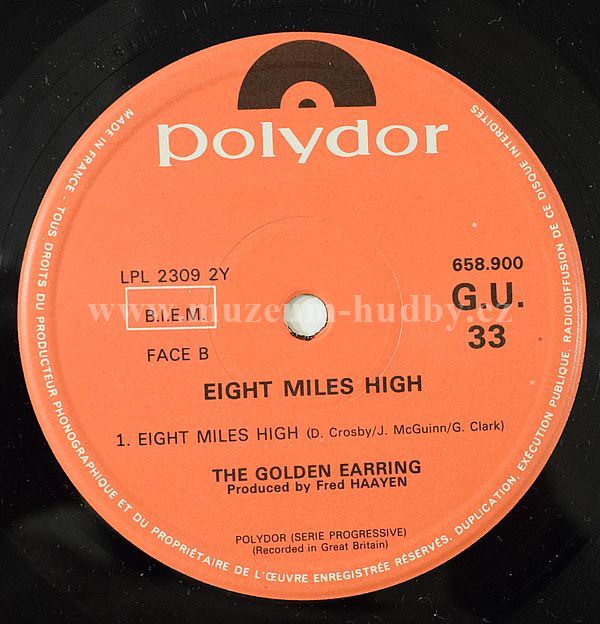 polydor
MADE IN FRANCE - TOUS DROITS DU PRODUCTEUR PHONOGRAPHIQUE ET DU PROPRIÉTAIRE DE L'ŒUVRE ENREGISTRÉE RÉSERVÉS. DUPLICATION, EXÉCUTION PUBLIQUE, RADIODIFFUSION DE CE DISQUE INTERDITES
LPL 2309 2Y
658.900
B.I.E.M.
G.U.
www.muzeum-hudby.cz
33
FACE B
EIGHT MILES HIGH
1. EIGHT MILES HIGH (D. Crosby/J. McGuinn/G. Clark)
THE GOLDEN EARRING
Produced by Fred HAAYEN
POLYDOR (SERIE PROGRESSIVE)
(Recorded in Great Britain)